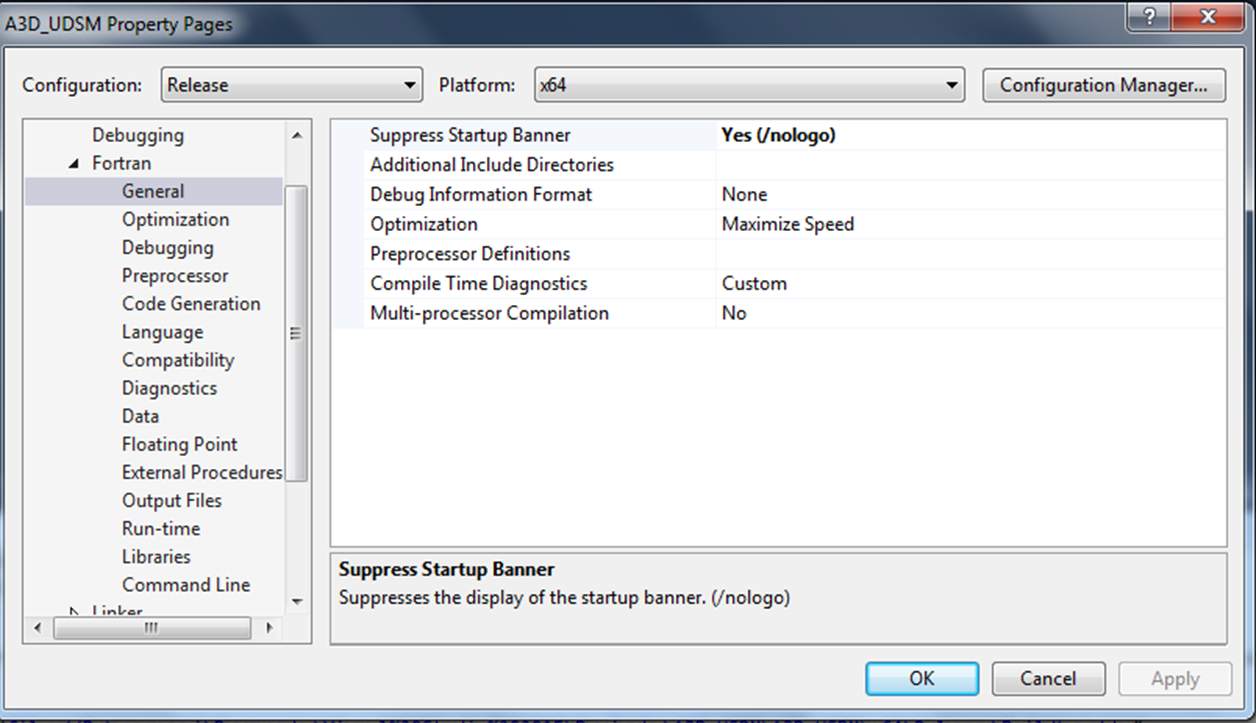 A3D_UDSM Property Pages
Configuration: Release Platform: x64 Configuration Manager...
Debugging
Fortran
General
Optimization
Debugging
Preprocessor
Code Generation
Language
Compatibility
Diagnostics
Data
Floating Point
External Procedures
Output Files
Run-time
Libraries
Command Line
Linker
Suppress Startup Banner Yes (/nologo)
Additional Include Directories
Debug Information Format None
Optimization Maximize Speed
Preprocessor Definitions
Compile Time Diagnostics Custom
Multi-processor Compilation No
Suppress Startup Banner
Suppresses the display of the startup banner. (/nologo)
OK Cancel Apply